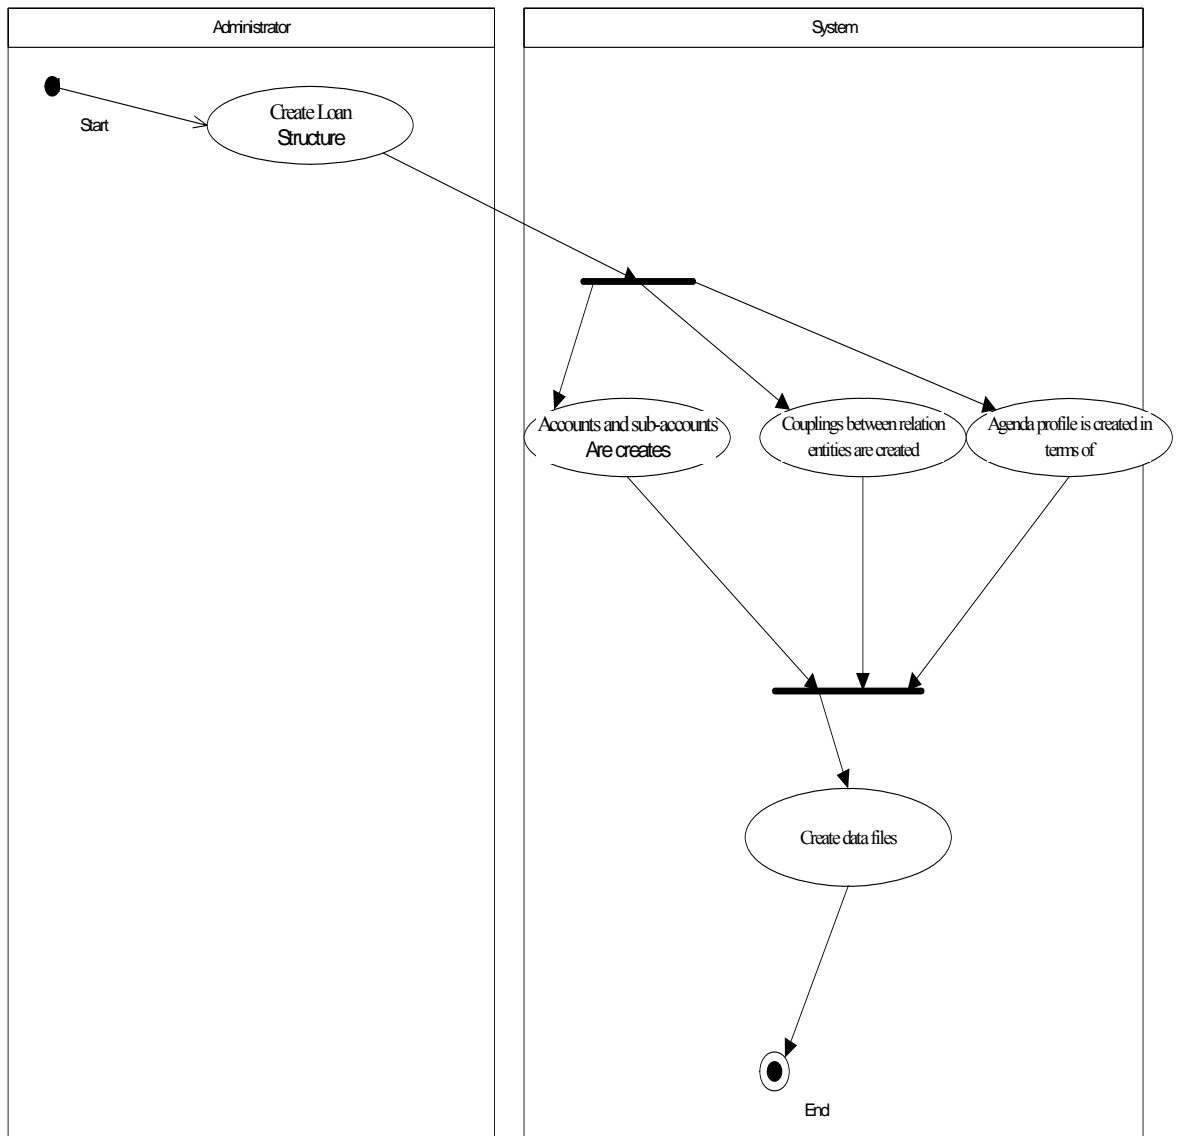 Administrator
System
Start
Create Loan
Structure
Accounts and sub-accounts
Are creates
Couplings between relation
entities are created
Agenda profile is created in
terms of
Create data files
End